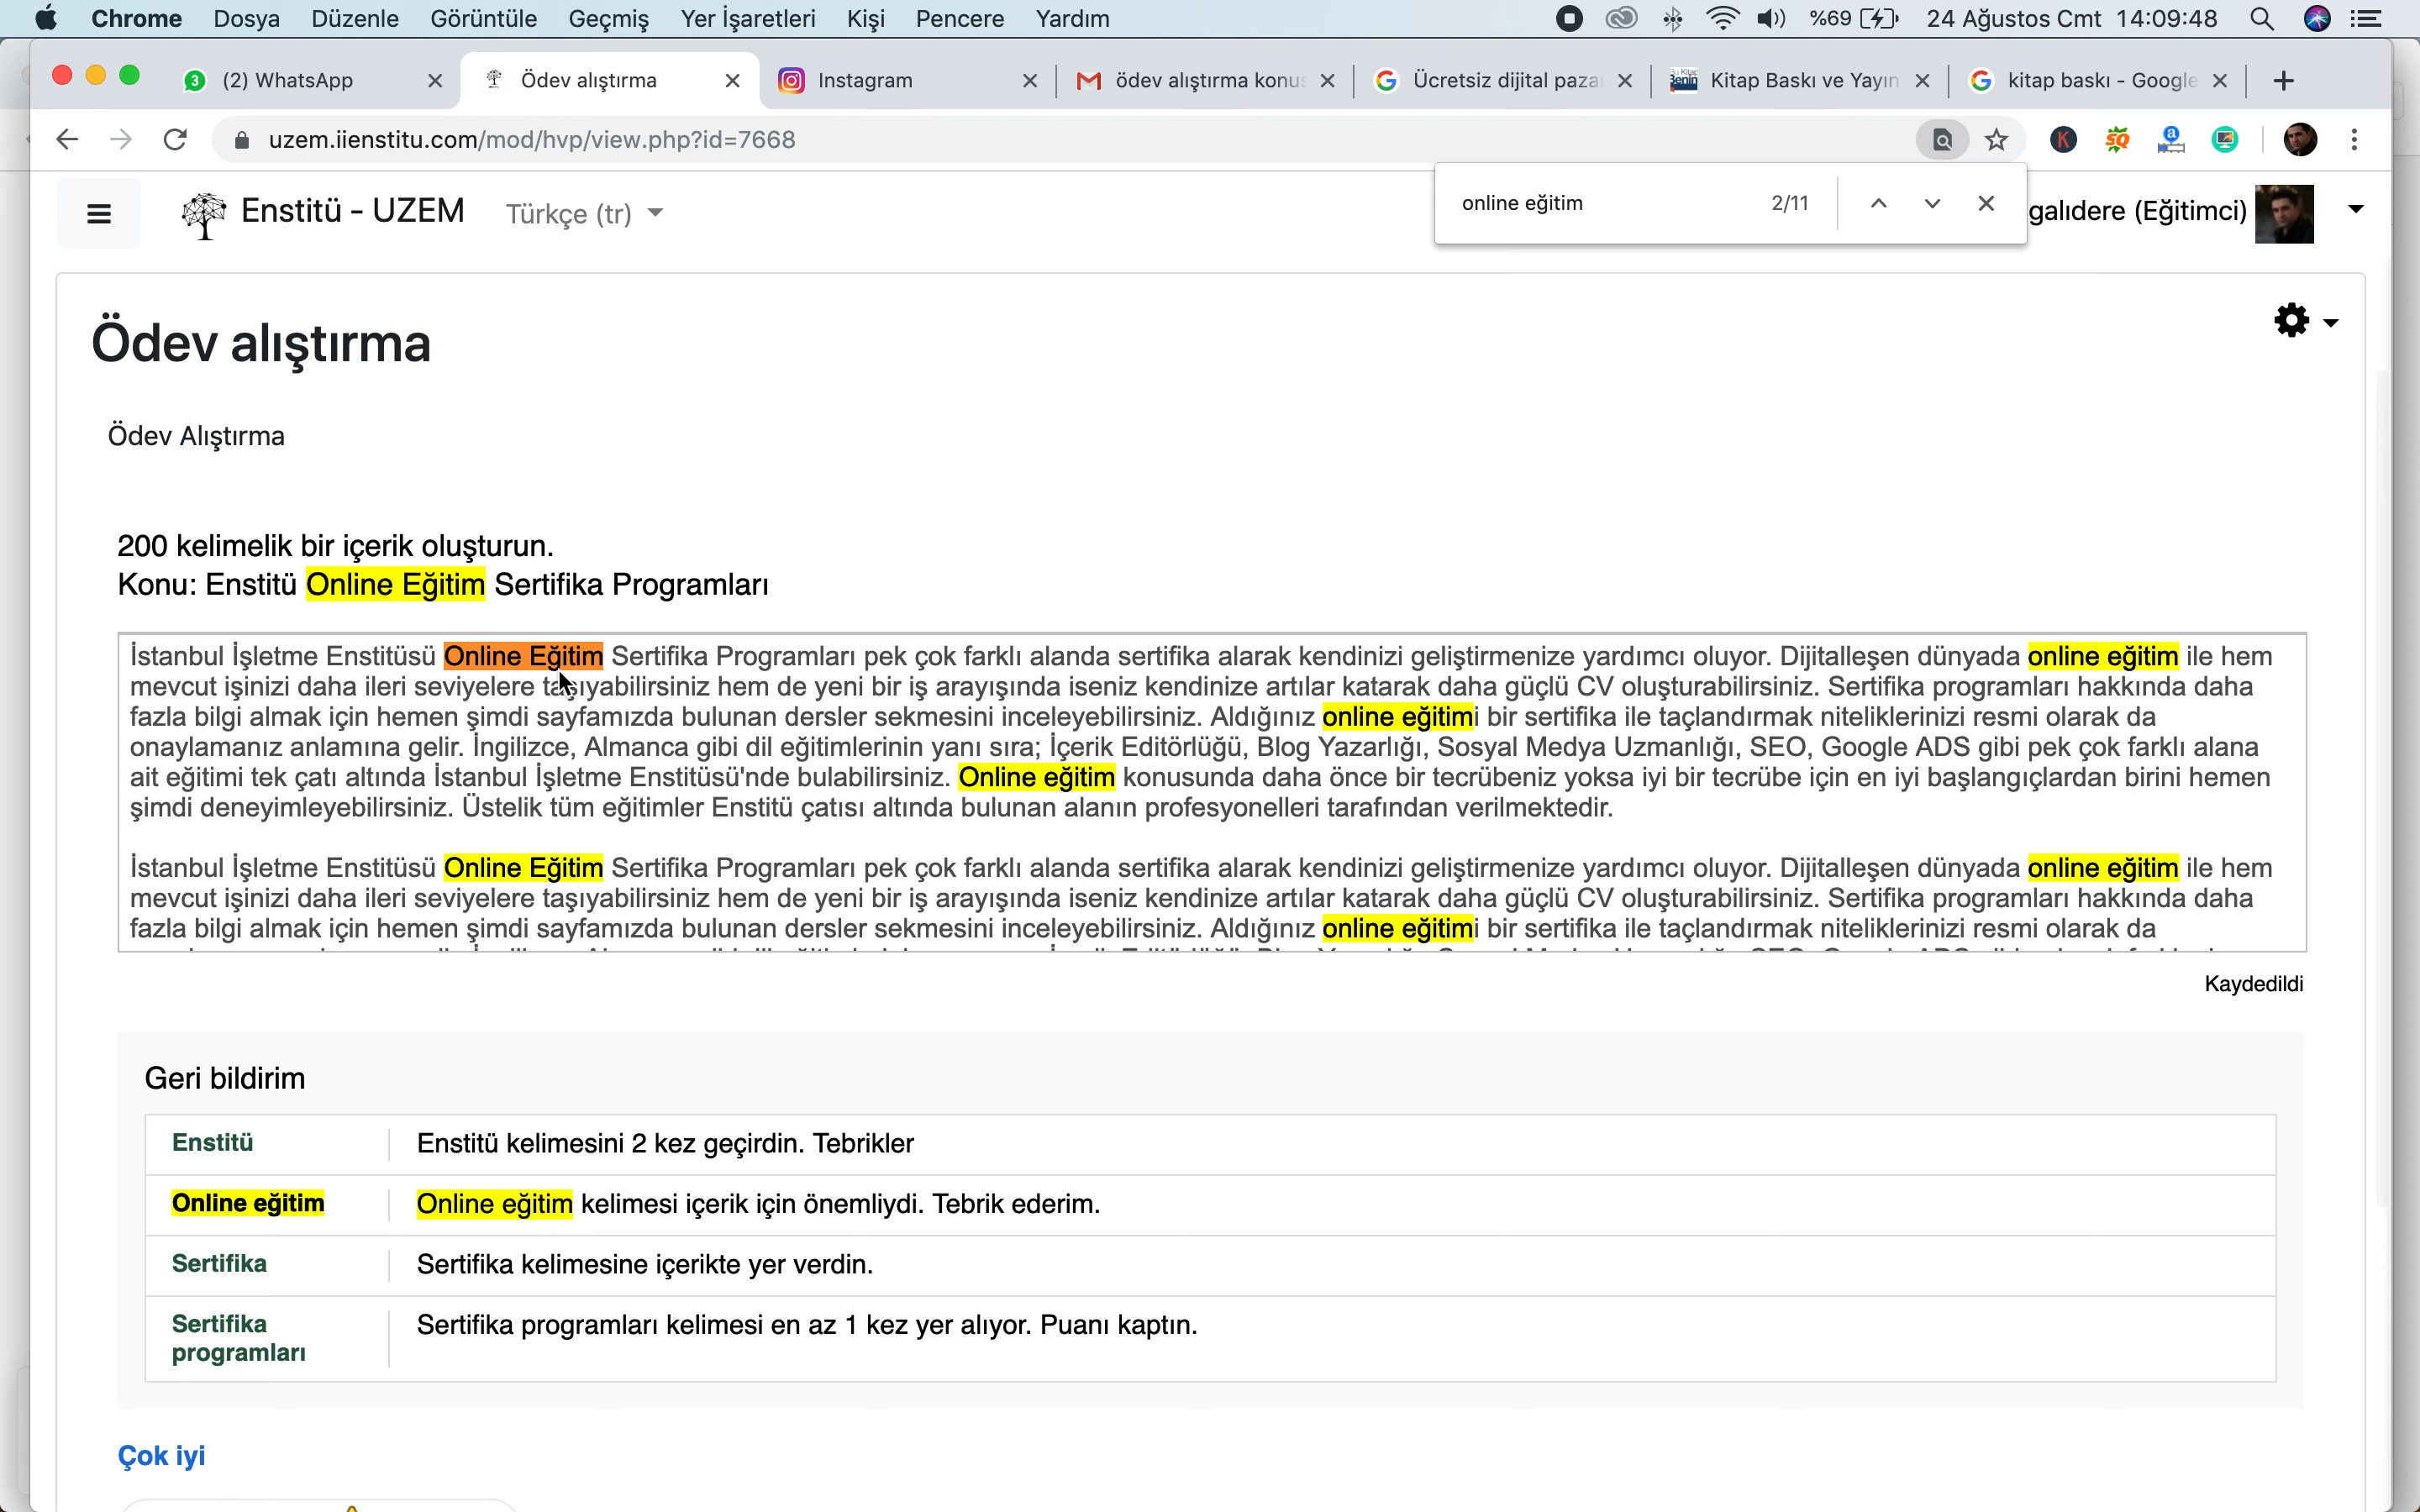 Chrome Dosya Düzenle Görüntüle Geçmiş Yer İşaretleri Kişi Pencere Yardım %69 24 Ağustos Cmt 14:09:48
3 (2) WhatsApp Ödev alıştırma Instagram ödev alıştırma konus Ücretsiz dijital paza Kitap Baskı ve Yayın kitap baskı - Google
uzem.iienstitu.com/mod/hvp/view.php?id=7668
online eğitim 2/11
Enstitü - UZEM Türkçe (tr) galıdere (Eğitimci)
Ödev alıştırma
Ödev Alıştırma
200 kelimelik bir içerik oluşturun.
Konu: Enstitü Online Eğitim Sertifika Programları
İstanbul İşletme Enstitüsü Online Eğitim Sertifika Programları pek çok farklı alanda sertifika alarak kendinizi geliştirmenize yardımcı oluyor. Dijitalleşen dünyada online eğitim ile hem
mevcut işinizi daha ileri seviyelere taşıyabilirsiniz hem de yeni bir iş arayışında iseniz kendinize artılar katarak daha güçlü CV oluşturabilirsiniz. Sertifika programları hakkında daha
fazla bilgi almak için hemen şimdi sayfamızda bulunan dersler sekmesini inceleyebilirsiniz. Aldığınız online eğitimi bir sertifika ile taçlandırmak niteliklerinizi resmi olarak da
onaylamanız anlamına gelir. İngilizce, Almanca gibi dil eğitimlerinin yanı sıra; İçerik Editörlüğü, Blog Yazarlığı, Sosyal Medya Uzmanlığı, SEO, Google ADS gibi pek çok farklı alana
ait eğitimi tek çatı altında İstanbul İşletme Enstitüsü'nde bulabilirsiniz. Online eğitim konusunda daha önce bir tecrübeniz yoksa iyi bir tecrübe için en iyi başlangıçlardan birini hemen
şimdi deneyimleyebilirsiniz. Üstelik tüm eğitimler Enstitü çatısı altında bulunan alanın profesyonelleri tarafından verilmektedir.
İstanbul İşletme Enstitüsü Online Eğitim Sertifika Programları pek çok farklı alanda sertifika alarak kendinizi geliştirmenize yardımcı oluyor. Dijitalleşen dünyada online eğitim ile hem
mevcut işinizi daha ileri seviyelere taşıyabilirsiniz hem de yeni bir iş arayışında iseniz kendinize artılar katarak daha güçlü CV oluşturabilirsiniz. Sertifika programları hakkında daha
fazla bilgi almak için hemen şimdi sayfamızda bulunan dersler sekmesini inceleyebilirsiniz. Aldığınız online eğitimi bir sertifika ile taçlandırmak niteliklerinizi resmi olarak da
Kaydedildi
Geri bildirim
Enstitü Enstitü kelimesini 2 kez geçirdin. Tebrikler
Online eğitim Online eğitim kelimesi içerik için önemliydi. Tebrik ederim.
Sertifika Sertifika kelimesine içerikte yer verdin.
Sertifika programları kelimesi en az 1 kez yer alıyor. Puanı kaptın.
Sertifika
programları
Çok iyi